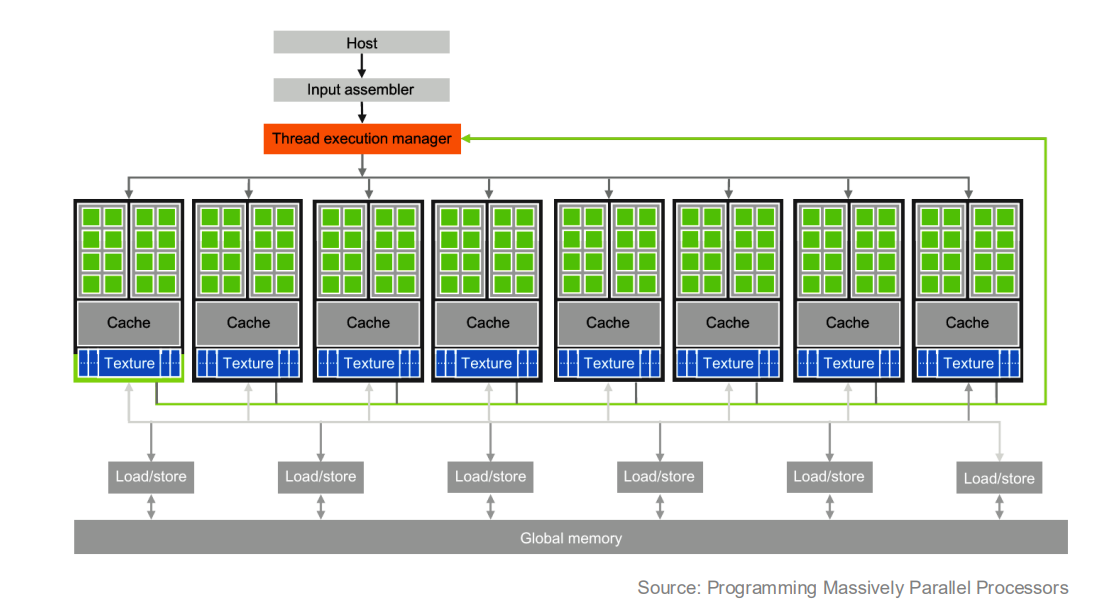 Host
Input assembler
Thread execution manager
Cache Cache Cache Cache Cache Cache Cache Cache
Texture Texture Texture Texture Texture Texture Texture Texture
Load/store Load/store Load/store Load/store Load/store Load/store
Global memory
Source: Programming Massively Parallel Processors